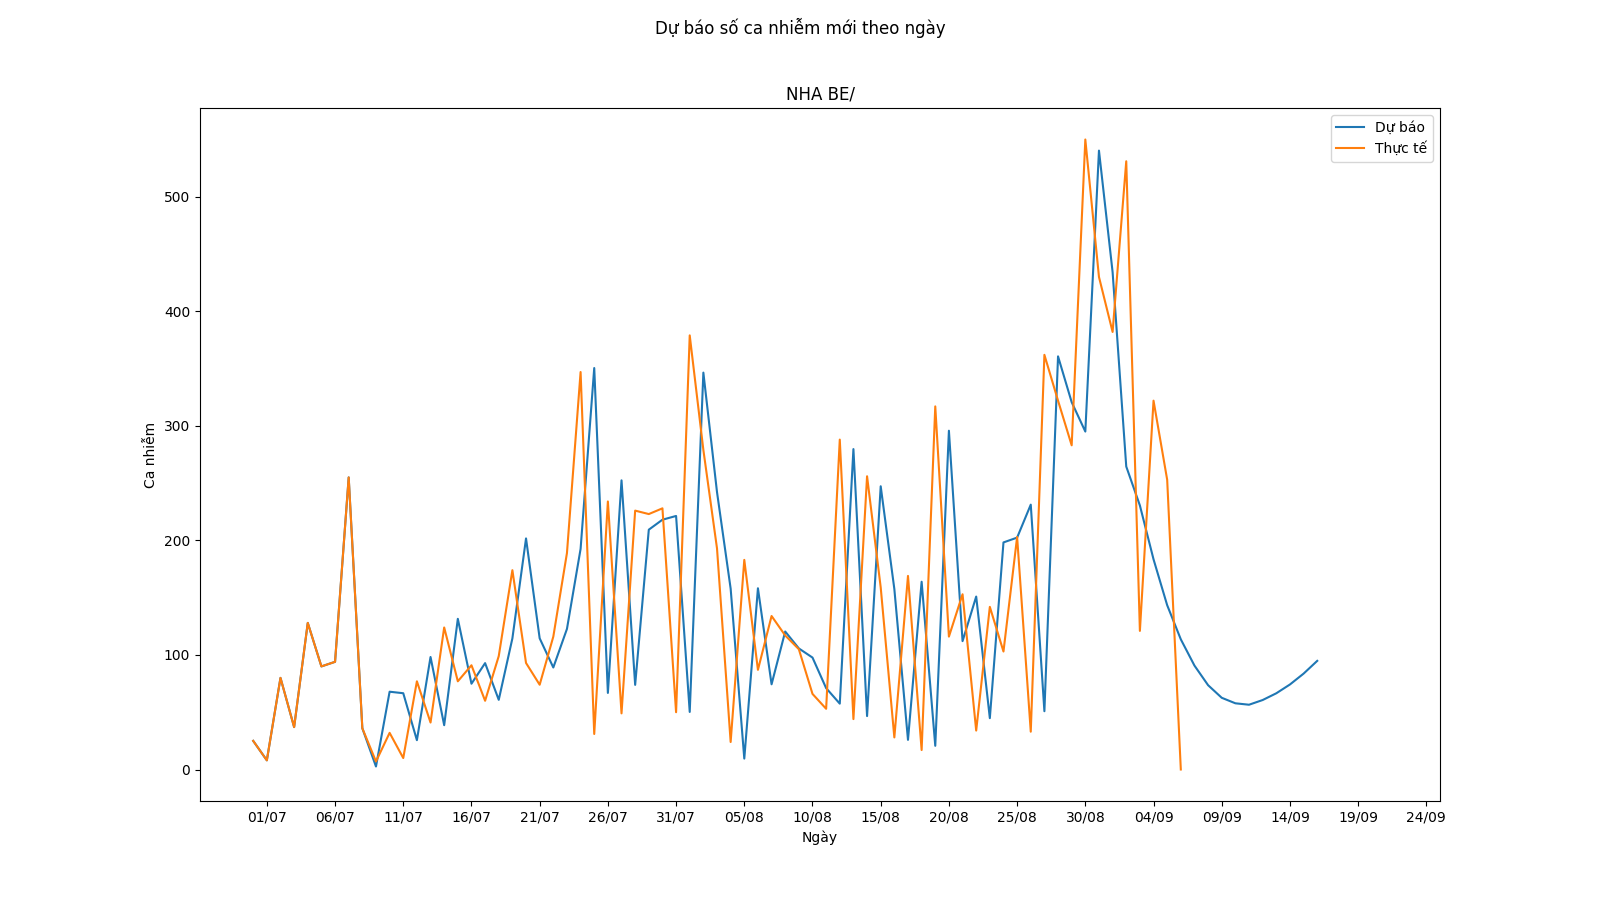 Dự báo số ca nhiễm mới theo ngày
NHA BE/
Dự báo
Thực tế
500
400
300
200
100
0
Ca nhiễm
01/07 06/07 11/07 16/07 21/07 26/07 31/07 05/08 10/08 15/08 20/08 25/08 30/08 04/09 09/09 14/09 19/09 24/09
Ngày